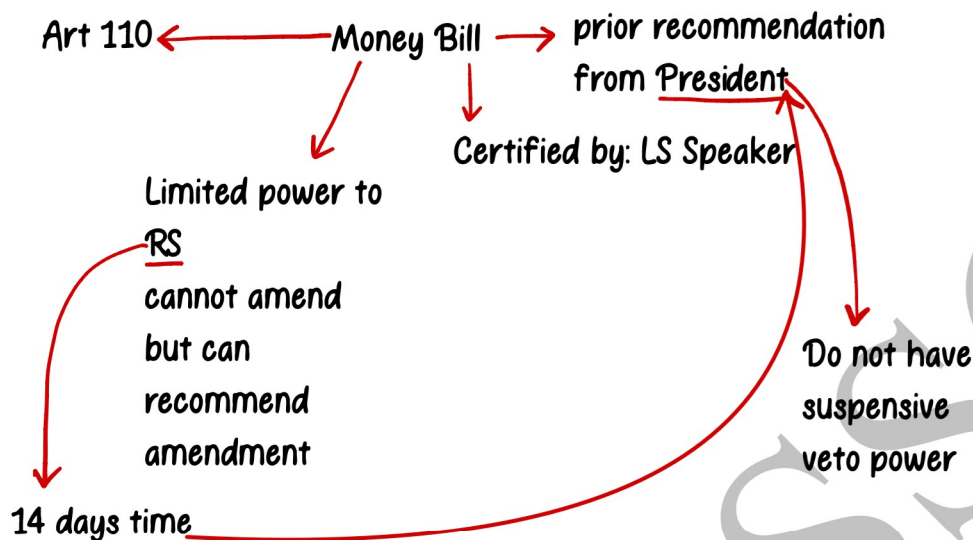 Art 110
Money Bill
prior recommendation
from President
Certified by: LS Speaker
Limited power to
RS
cannot amend
but can
recommend
amendment
Do not have
suspensive
veto power
14 days time